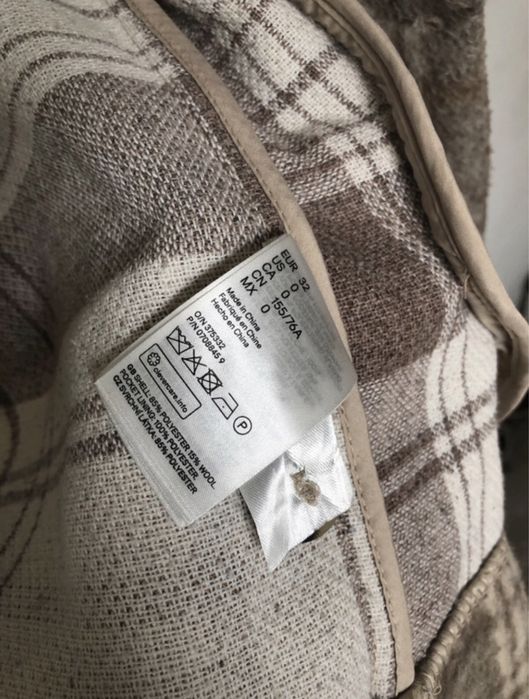 EUR 32
US 0
CA 0
CN 155/76A
MX 0
Made in China
Fabriqué en Chine
Hecho en China
O/N 375332
P/N 0708845 9
P
clevercare.info
GB SHELL: 85% POLYESTER 15% WOOL.
POCKET LINING: 100% POLYESTER
CZ SVRCHNÍ LÁTKA: 85% POLYESTER